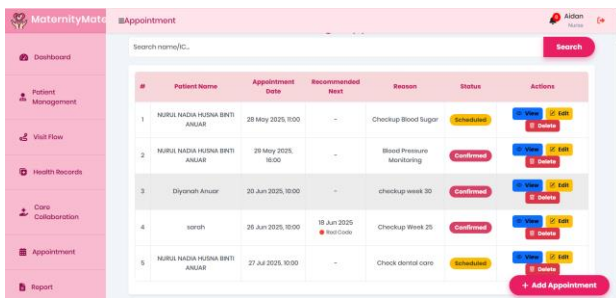 MaternityMate
Appointment
Aidan
Nurse
Dashboard
Patient
Management
Visit Flow
Health Records
Care
Collaboration
Appointment
Report
Search name/IC...
Search
# Patient Name Appointment Date Recommended Next Reason Status Actions
1 NURUL NADIA HUSNA BINTI ANUAR 28 May 2025, 11:00 - Checkup Blood Sugar Scheduled View Edit Delete
2 NURUL NADIA HUSNA BINTI ANUAR 29 May 2025, - Blood Pressure Monitoring Confirmed View Edit Delete
3 Diyanah Anuar 20 Jun 2025, 10:00 - checkup week 30 Confirmed View Edit Delete
4 sarah 26 Jun 2025, 10:00 18 Jun 2025 Red Code Checkup Week 25 Confirmed View Edit Delete
5 NURUL NADIA HUSNA BINTI ANUAR 27 Jul 2025, 10:00 - Check dental care Scheduled View Edit Delete
+ Add Appointment